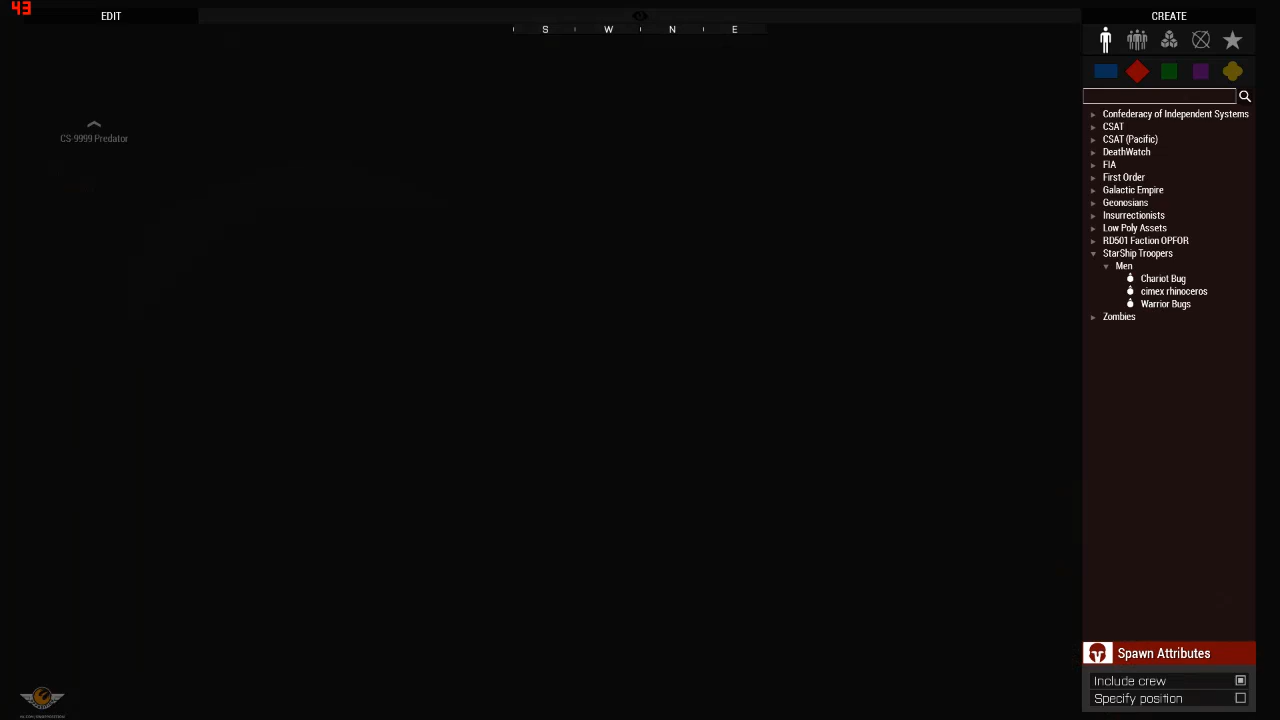 43
EDIT
CREATE
S W N E
CS-9999 Predator
Confederacy of Independent Systems
CSAT
CSAT (Pacific)
DeathWatch
FIA
First Order
Galactic Empire
Geonosians
Insurrectionists
Low Poly Assets
RD501 Faction OPFOR
StarShip Troopers
Men
Chariot Bug
cimex rhinoceros
Warrior Bugs
Zombies
Spawn Attributes
Include crew
Specify position